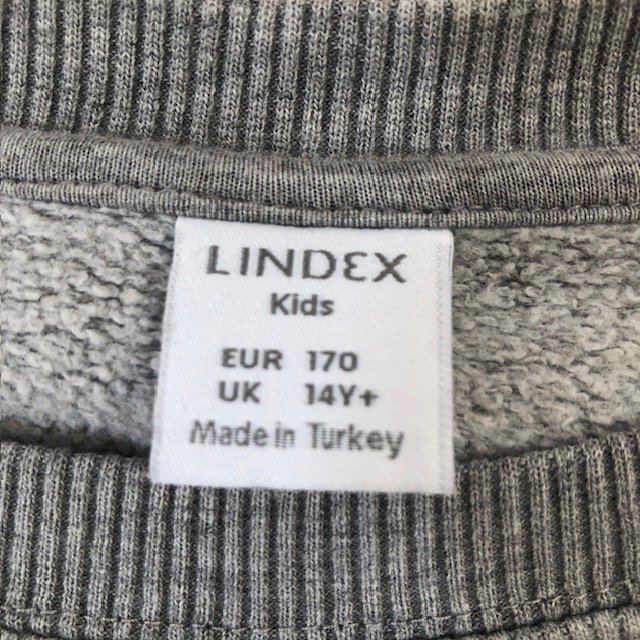 LINDEX
Kids
EUR 170
UK 14Y+
Made in Turkey